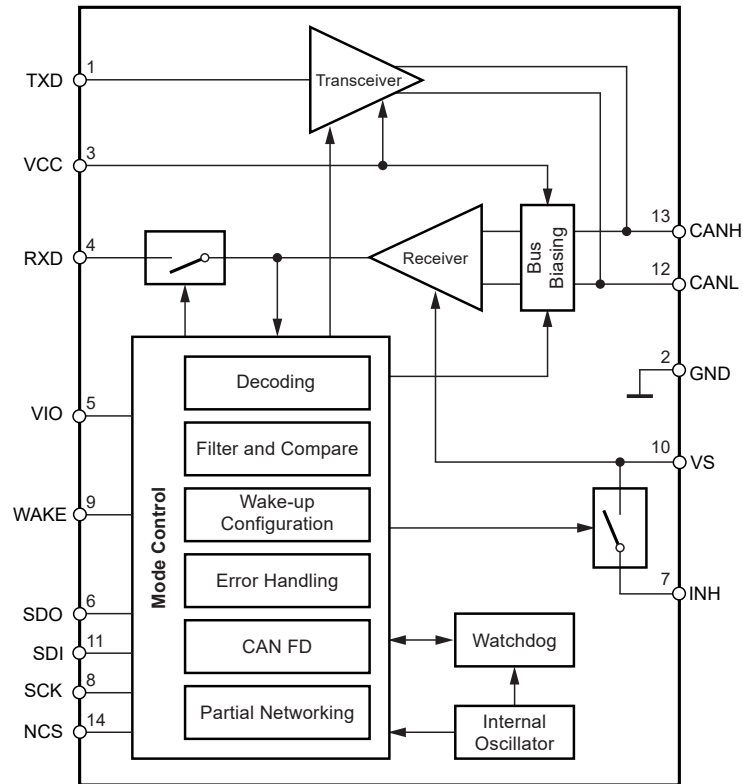 TXD
1
Transceiver
VCC
3
RXD
4
Receiver
Bus
Biasing
13
CANH
12
CANL
2
GND
VIO
5
10
VS
WAKE
9
7
INH
SDO
6
SDI
11
SCK
8
NCS
14
Mode Control
Decoding
Filter and Compare
Wake-up
Configuration
Error Handling
CAN FD
Partial Networking
Watchdog
Internal
Oscillator